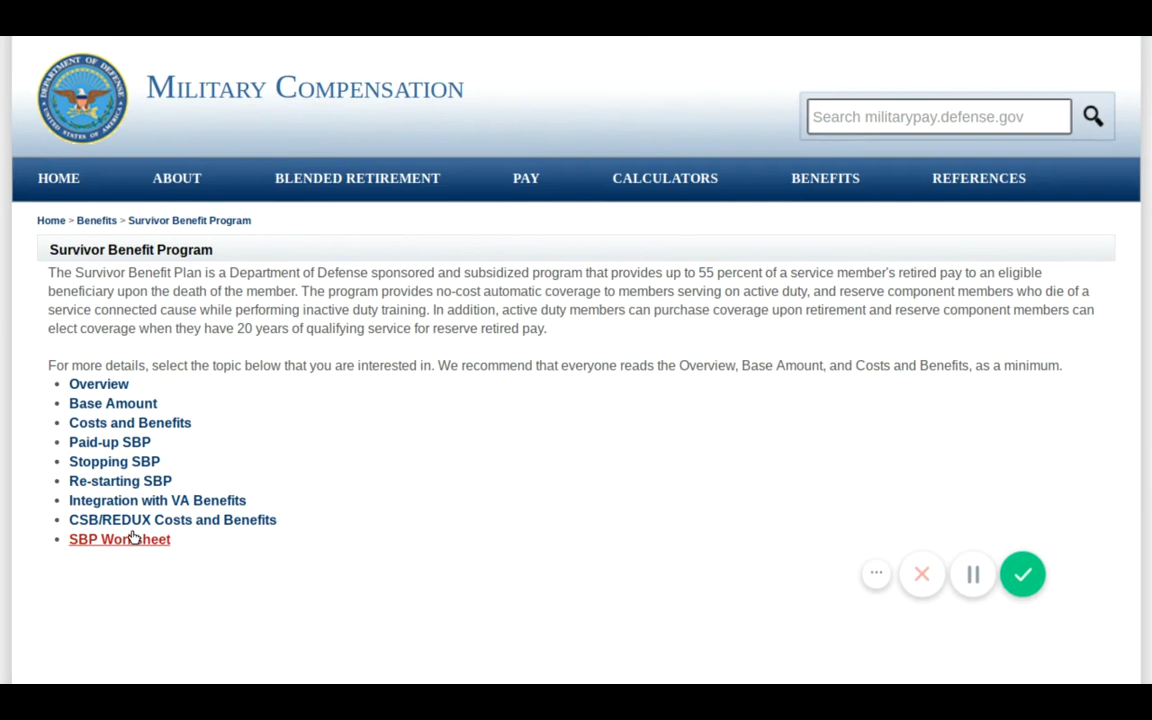 DEPARTMENT OF DEFENSE
UNITED STATES OF AMERICA
MILITARY COMPENSATION
Search militarypay.defense.gov
HOME ABOUT BLENDED RETIREMENT PAY CALCULATORS BENEFITS REFERENCES
Home > Benefits > Survivor Benefit Program
Survivor Benefit Program
The Survivor Benefit Plan is a Department of Defense sponsored and subsidized program that provides up to 55 percent of a service member's retired pay to an eligible
beneficiary upon the death of the member. The program provides no-cost automatic coverage to members serving on active duty, and reserve component members who die of a
service connected cause while performing inactive duty training. In addition, active duty members can purchase coverage upon retirement and reserve component members can
elect coverage when they have 20 years of qualifying service for reserve retired pay.
For more details, select the topic below that you are interested in. We recommend that everyone reads the Overview, Base Amount, and Costs and Benefits, as a minimum.
• Overview
• Base Amount
• Costs and Benefits
• Paid-up SBP
• Stopping SBP
• Re-starting SBP
• Integration with VA Benefits
• CSB/REDUX Costs and Benefits
• SBP Worksheet